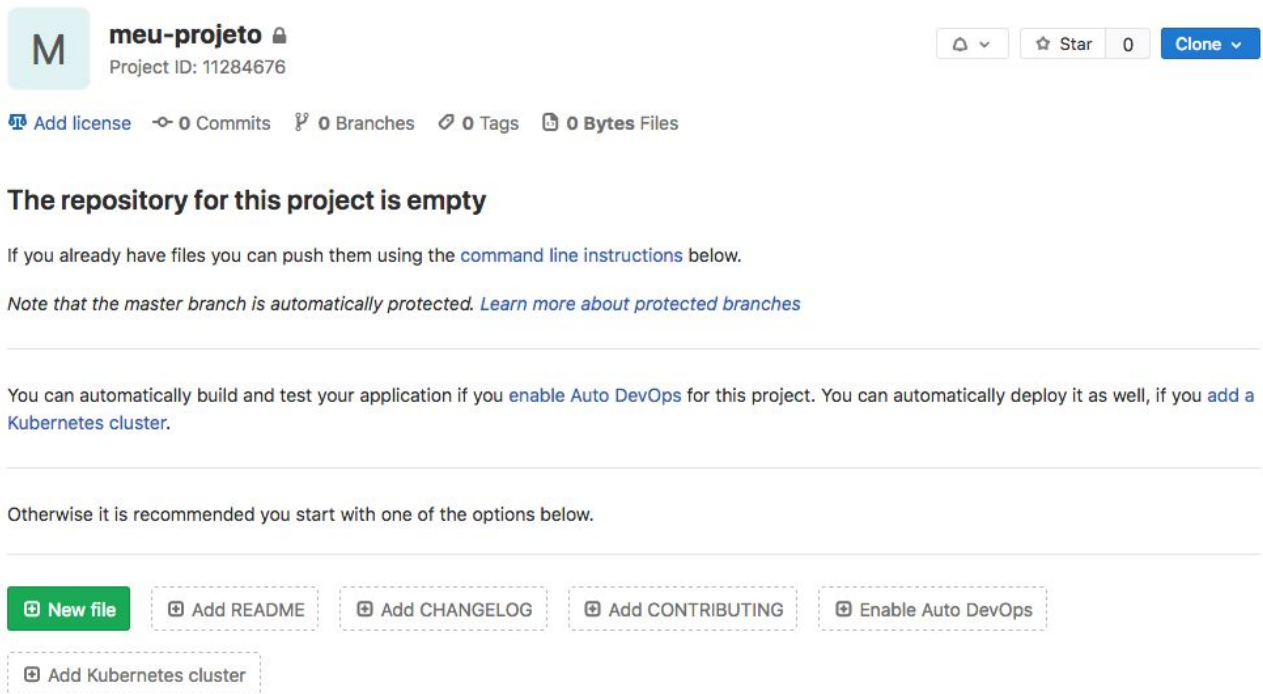 M
meu-projeto
Project ID: 11284676
Star 0
Clone
Add license 0 Commits 0 Branches 0 Tags 0 Bytes Files
The repository for this project is empty
If you already have files you can push them using the command line instructions below.
Note that the master branch is automatically protected. Learn more about protected branches
You can automatically build and test your application if you enable Auto DevOps for this project. You can automatically deploy it as well, if you add a
Kubernetes cluster.
Otherwise it is recommended you start with one of the options below.
New file Add README Add CHANGELOG Add CONTRIBUTING Enable Auto DevOps
Add Kubernetes cluster